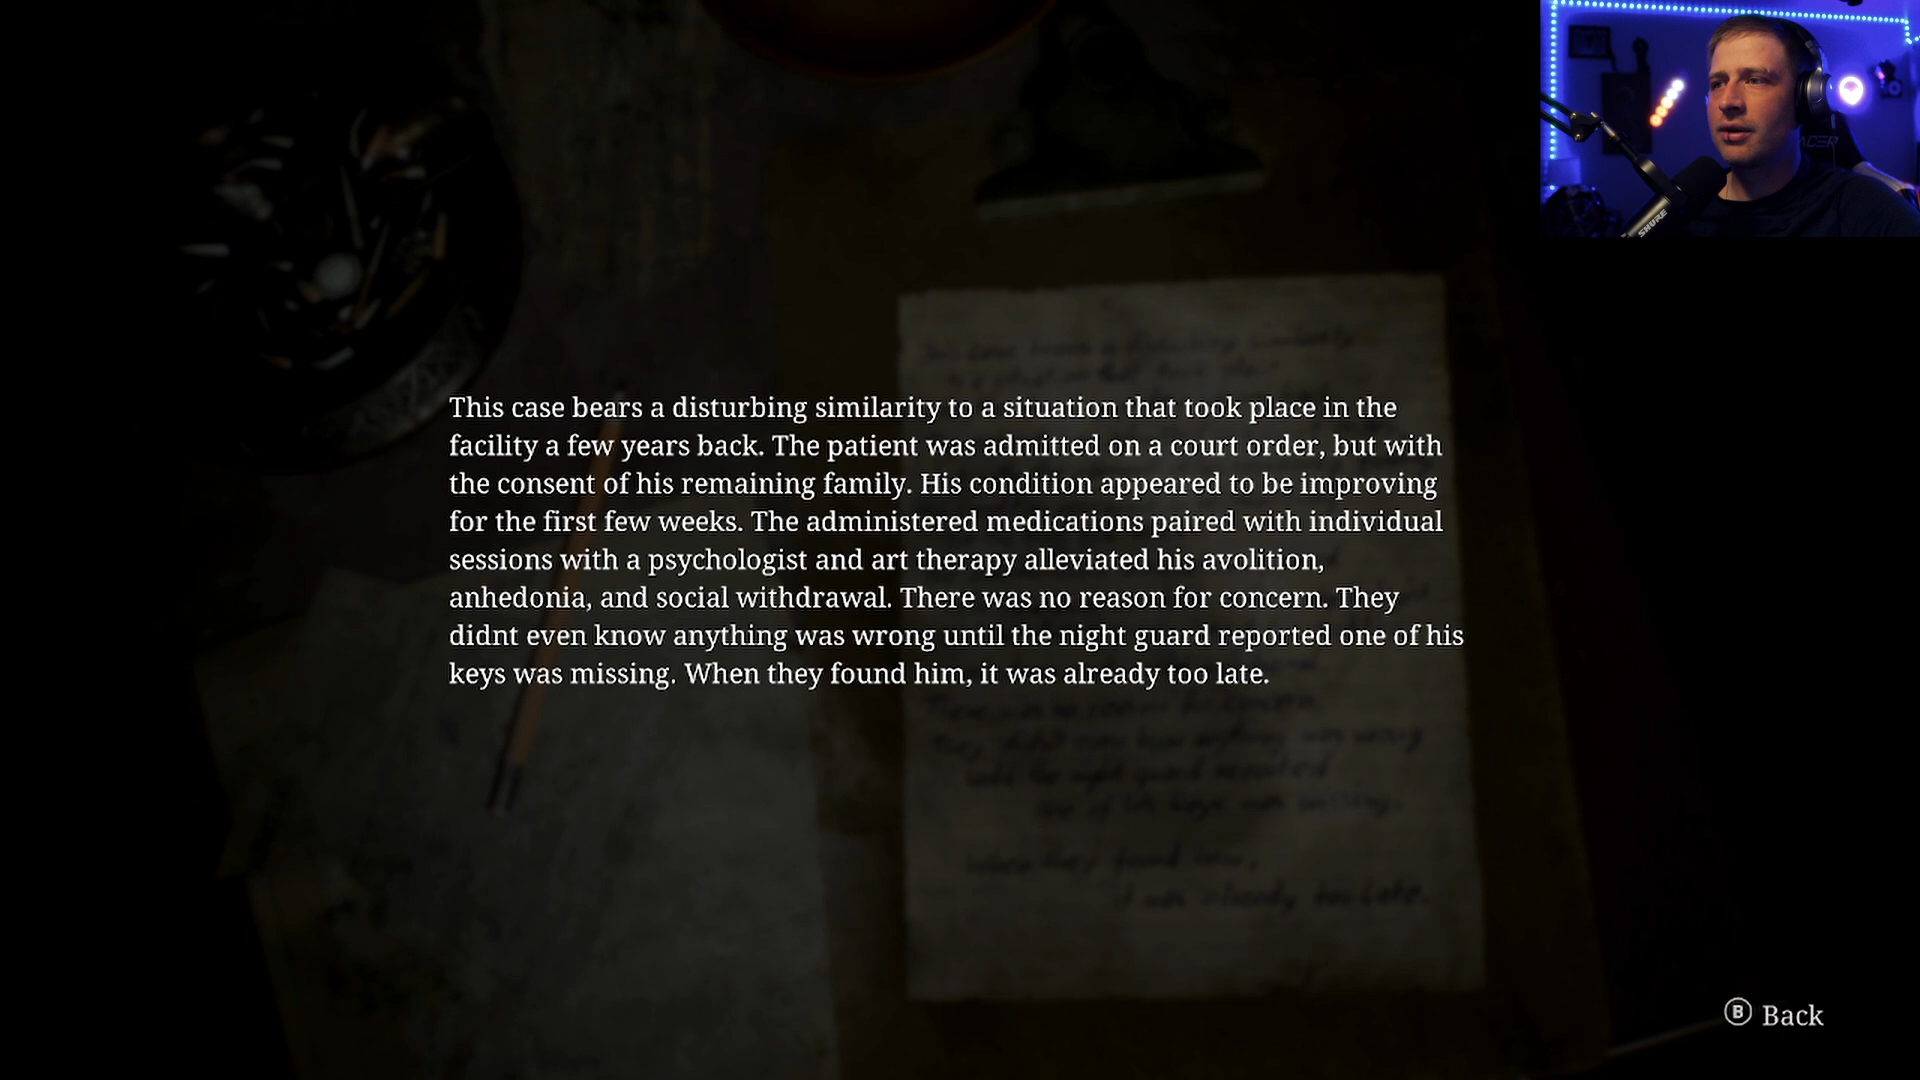 This case bears a disturbing similarity to a situation that took place in the
facility a few years back. The patient was admitted on a court order, but with
the consent of his remaining family. His condition appeared to be improving
for the first few weeks. The administered medications paired with individual
sessions with a psychologist and art therapy alleviated his avolition,
anhedonia, and social withdrawal. There was no reason for concern. They
didnt even know anything was wrong until the night guard reported one of his
keys was missing. When they found him, it was already too late.
ACER
SHURE
B Back